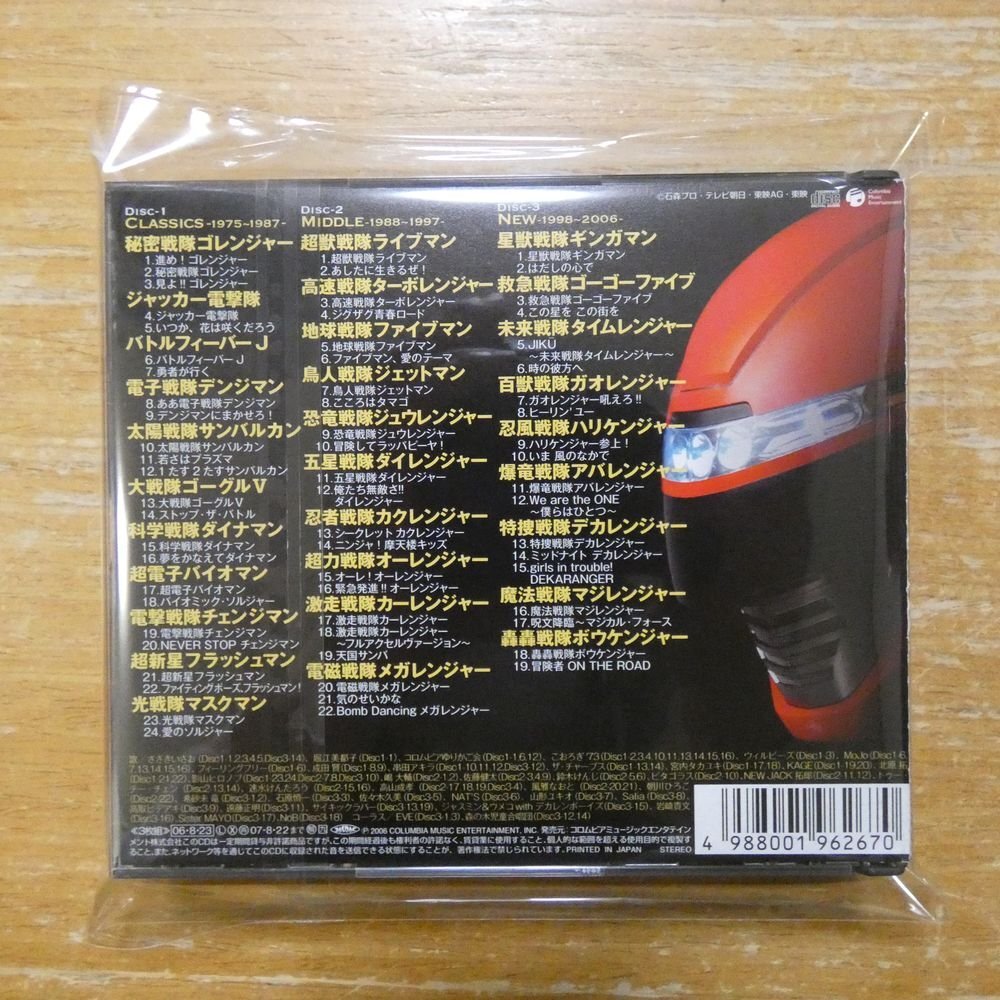 ©石森プロ・テレビ朝日・東映AG・東映
Columbia
Music
Entertainment
DISC-1
CLASSICS -1975~1987-
秘密戦隊ゴレンジャー
1.進め!ゴレンジャー
2.秘密戦隊ゴレンジャー
3.見よ!!ゴレンジャー
ジャッカー電撃隊
4.ジャッカー電撃隊
5.いつか、花は咲くだろう
バトルフィーバーJ
6.バトルフィーバーJ
7.勇者が行く
電子戦隊デンジマン
8.ああ電子戦隊デンジマン
9.デンジマンにまかせろ!
太陽戦隊サンバルカン
10.太陽戦隊サンバルカン
11.若さはプラズマ
12.1たす2たすサンバルカン
大戦隊ゴーグルV
13.大戦隊ゴーグルV
14.ストップ・ザ・バトル
科学戦隊ダイナマン
15.科学戦隊ダイナマン
16.夢をかなえてダイナマン
超電子バイオマン
17.超電子バイオマン
18.バイオミック・ソルジャー
電撃戦隊チェンジマン
19.電撃戦隊チェンジマン
20.NEVER STOP チェンジマン
超新星フラッシュマン
21.超新星フラッシュマン
22.ファイティングポーズ、フラッシュマン!
光戦隊マスクマン
23.光戦隊マスクマン
24.愛のソルジャー
DISC-2
MIDDLE -1988~1997-
超獣戦隊ライブマン
1.超獣戦隊ライブマン
2.あしたに生きるぜ!
高速戦隊ターボレンジャー
3.高速戦隊ターボレンジャー
4.ジグザグ青春ロード
地球戦隊ファイブマン
5.地球戦隊ファイブマン
6.ファイブマン、愛のテーマ
鳥人戦隊ジェットマン
7.鳥人戦隊ジェットマン
8.こころはタマゴ
恐竜戦隊ジュウレンジャー
9.恐竜戦隊ジュウレンジャー
10.冒険してラッパピーヤ!
五星戦隊ダイレンジャー
11.五星戦隊ダイレンジャー
12.俺たち無敵さ!!
ダイレンジャー
忍者戦隊カクレンジャー
13.シークレット カクレンジャー
14.ニンジャ!摩天楼キッズ
超力戦隊オーレンジャー
15.オーレ!オーレンジャー
16.緊急発進!!オーレンジャー
激走戦隊カーレンジャー
17.激走戦隊カーレンジャー
18.激走戦隊カーレンジャー
~フルアクセルヴァージョン~
19.天国サンバ
電磁戦隊メガレンジャー
20.電磁戦隊メガレンジャー
21.気のせいかな
22.Bomb Dancing メガレンジャー
DISC-3
NEW -1998~2006-
星獣戦隊ギンガマン
1.星獣戦隊ギンガマン
2.はだしの心で
救急戦隊ゴーゴーファイブ
3.救急戦隊ゴーゴーファイブ
4.この星を この街を
未来戦隊タイムレンジャー
5.JIKU
~未来戦隊タイムレンジャー~
6.時の彼方へ
百獣戦隊ガオレンジャー
7.ガオレンジャー吼えろ!!
8.ヒーリン'ユー
忍風戦隊ハリケンジャー
9.ハリケンジャー参上!
10.いま 風のなかで
爆竜戦隊アバレンジャー
11.爆竜戦隊アバレンジャー
12.We are the ONE
~僕らはひとつ~
特捜戦隊デカレンジャー
13.特捜戦隊デカレンジャー
14.ミッドナイト デカレンジャー
15.girls in trouble!
DEKARANGER
魔法戦隊マジレンジャー
16.魔法戦隊マジレンジャー
17.呪文降臨~マジカル・フォース
轟轟戦隊ボウケンジャー
18.轟轟戦隊ボウケンジャー
19.冒険者 ON THE ROAD
≪3枚組≫ 06・8・23 Ⓛ Ⓧ Ⓡ 07・8・22まで
℗2006 COLUMBIA MUSIC ENTERTAINMENT, INC. 発売元:コロムビアミュージックエンタテイン
メント株式会社
PRINTED IN JAPAN STEREO
4 988001 962670